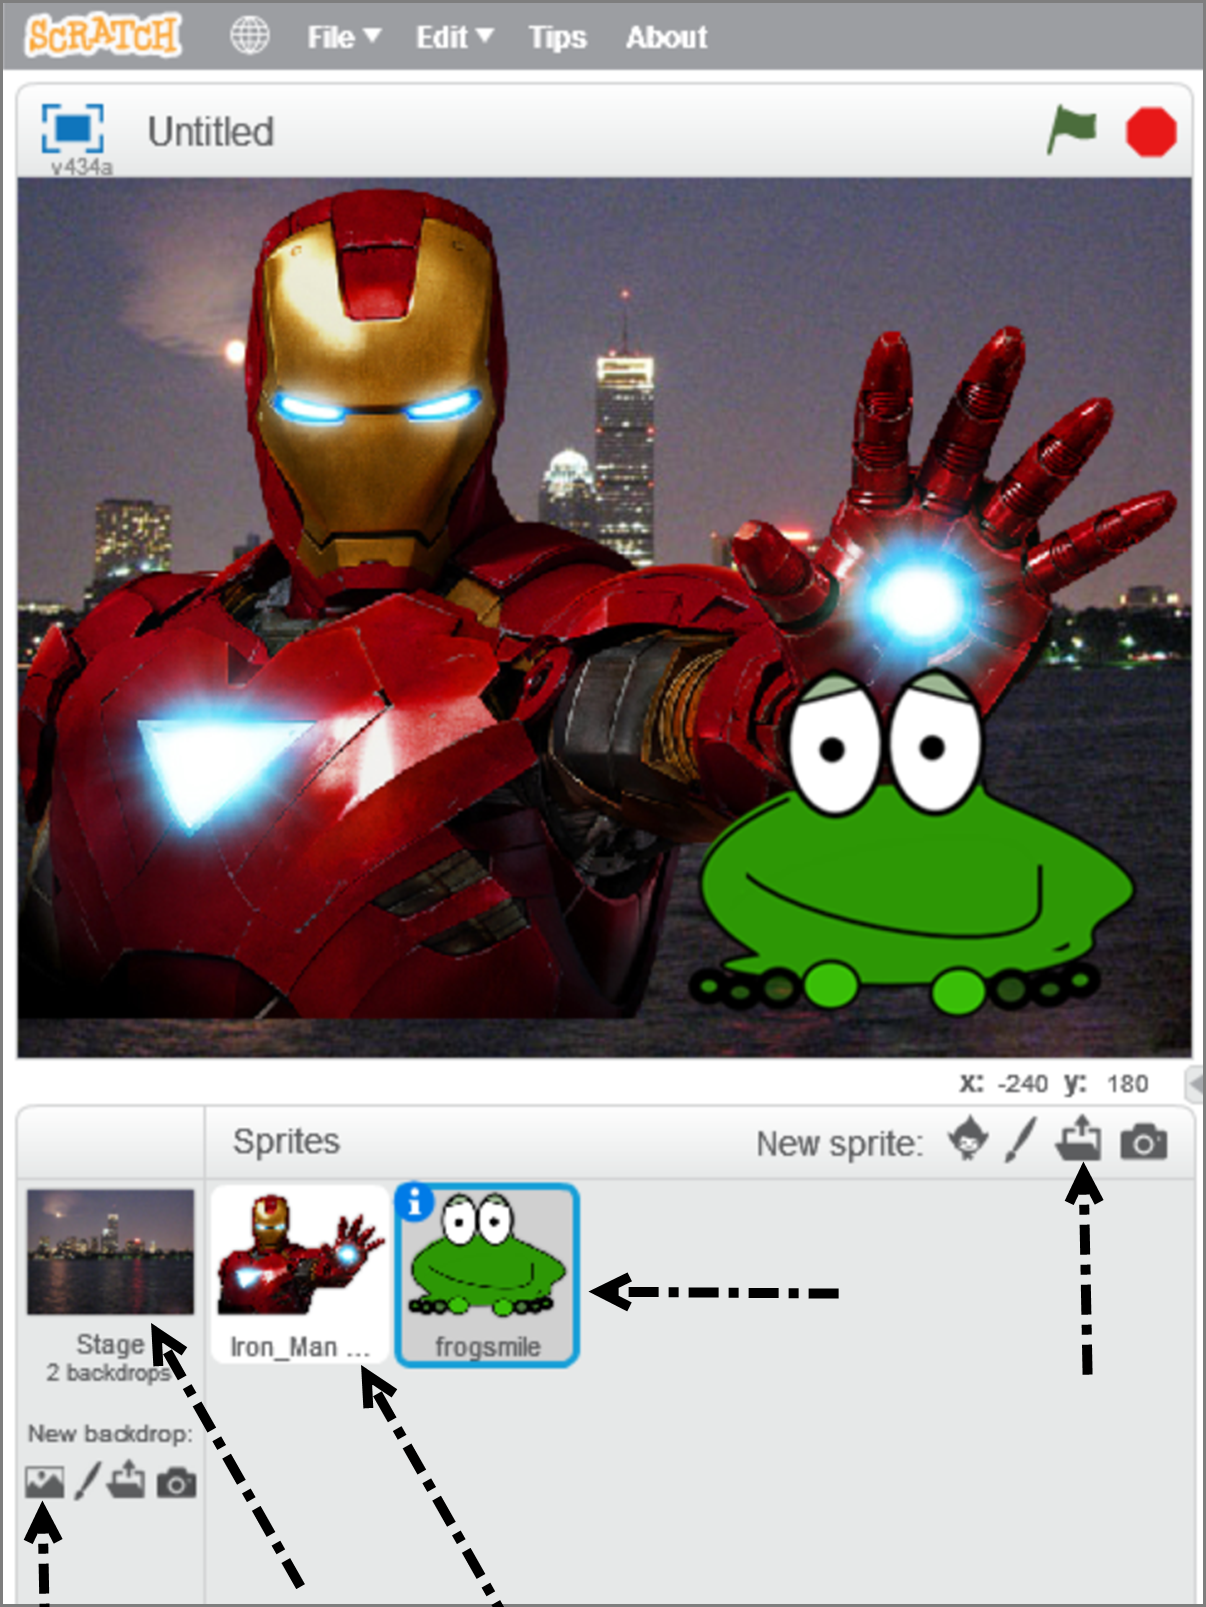 SCRATCH File Edit Tips About
Untitled
v434a
x: -240 y: 180
Sprites New sprite:
Stage
2 backdrops
New backdrop:
Iron_Man ...
frogsmile